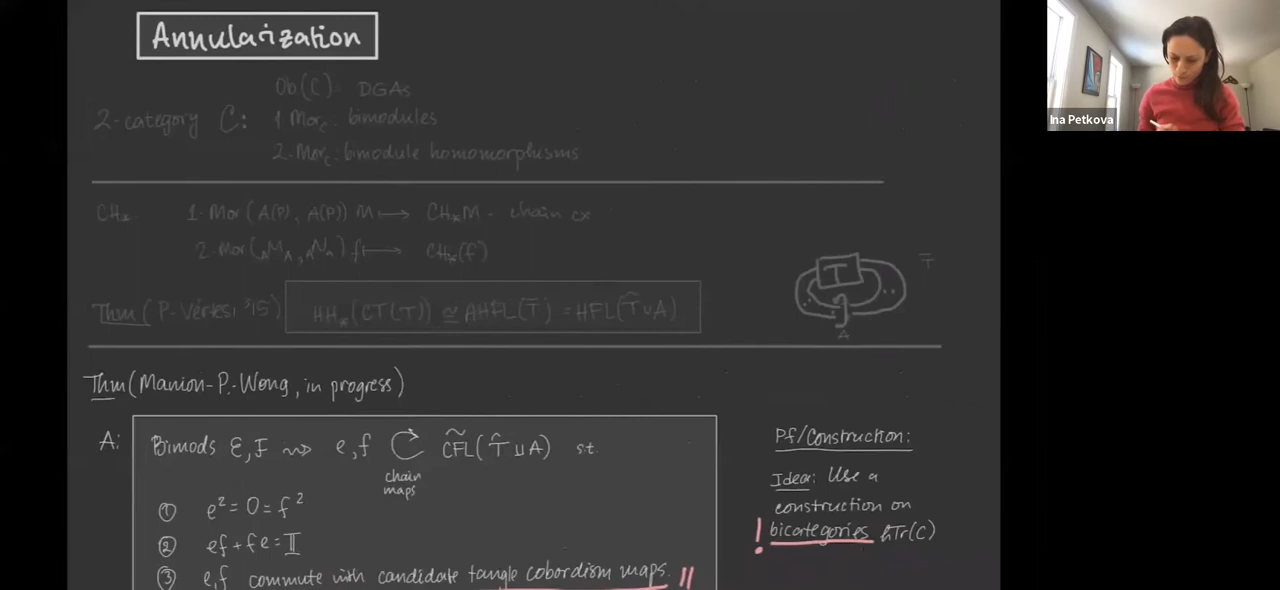 Annularization
Ina Petkova
Ob(C): DGAs
2-category C: 1 Mor_C: bimodules
2-Mor_C: bimodule homomorphisms
CH_*: 1-Mor(A(P), A(P)) M ↦ CH_*M - chain cx
2-Mor(_AM_A, _AN_A) f ↦ CH_*(f)
Thm (P-Vértesi '15) HH_*(CT(T)) ≅ AHFL(T̄) = HFL(T̂ ∪ A)
T
T̄
A
Thm (Manion-P.-Wong, in progress)
A: Bimods E, F ⇝ e, f ↻ CFL(T̂ ⊔ A) s.t.
chain
maps
① e² = 0 = f²
② ef + fe = 𝕀
③ e, f commute with candidate tangle cobordism maps. !!
Pf/Construction:
Idea: Use a
construction on
! bicategories hTr(C)